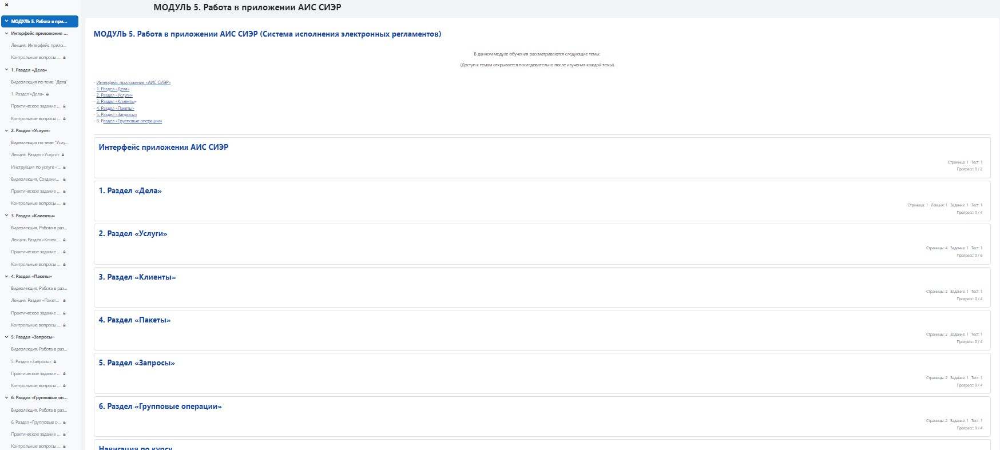 МОДУЛЬ 5. Работа в приложении АИС СИЭР
МОДУЛЬ 5. Работа в при...
Интерфейс приложения ...
Лекция. Интерфейс прило...
Контрольные вопросы ...
1. Раздел «Дела»
Видеолекция по теме "Дела"
1. Раздел «Дела»
Практическое задание ...
Контрольные вопросы ...
2. Раздел «Услуги»
Видеолекция по теме "Услу...
Лекция. Раздел «Услуги»
Инструкция по услуге «...
Видеолекция. Создани...
Практическое задание ...
Контрольные вопросы ...
3. Раздел «Клиенты»
Видеолекция. Работа в раз...
Лекция. Раздел «Клиен...
Практическое задание ...
Контрольные вопросы ...
4. Раздел «Пакеты»
Видеолекция. Работа в раз...
Лекция. Раздел «Пакет...
Практическое задание ...
Контрольные вопросы ...
5. Раздел «Запросы»
Видеолекция. Работа в раз...
5. Раздел «Запросы»
Практическое задание ...
Контрольные вопросы ...
6. Раздел «Групповые оп...
Видеолекция. Работа в раз...
6. Раздел «Групповые о...
Практическое задание ...
Контрольные вопросы ...
МОДУЛЬ 5. Работа в приложении АИС СИЭР (Система исполнения электронных регламентов)
В данном модуле обучения рассматриваются следующие темы:
(Доступ к темам открывается последовательно после изучения каждой темы).
- Интерфейс приложения «АИС СИЭР»
- 1. Раздел «Дела»
- 2. Раздел «Услуги»
- 3. Раздел «Клиенты»
- 4. Раздел «Пакеты»
- 5. Раздел «Запросы»
- 6. Раздел «Групповые операции»
Интерфейс приложения АИС СИЭР
Страница: 1 Тест: 1
Прогресс: 0 / 2
1. Раздел «Дела»
Страница: 1 Лекция: 1 Задание: 1 Тест: 1
Прогресс: 0 / 4
2. Раздел «Услуги»
Страницы: 4 Задание: 1 Тест: 1
Прогресс: 0 / 6
3. Раздел «Клиенты»
Страницы: 2 Задание: 1 Тест: 1
Прогресс: 0 / 4
4. Раздел «Пакеты»
Страницы: 2 Задание: 1 Тест: 1
Прогресс: 0 / 4
5. Раздел «Запросы»
Страницы: 2 Задание: 1 Тест: 1
Прогресс: 0 / 4
6. Раздел «Групповые операции»
Страницы: 2 Задание: 1 Тест: 1
Прогресс: 0 / 4
Навигация по курсу